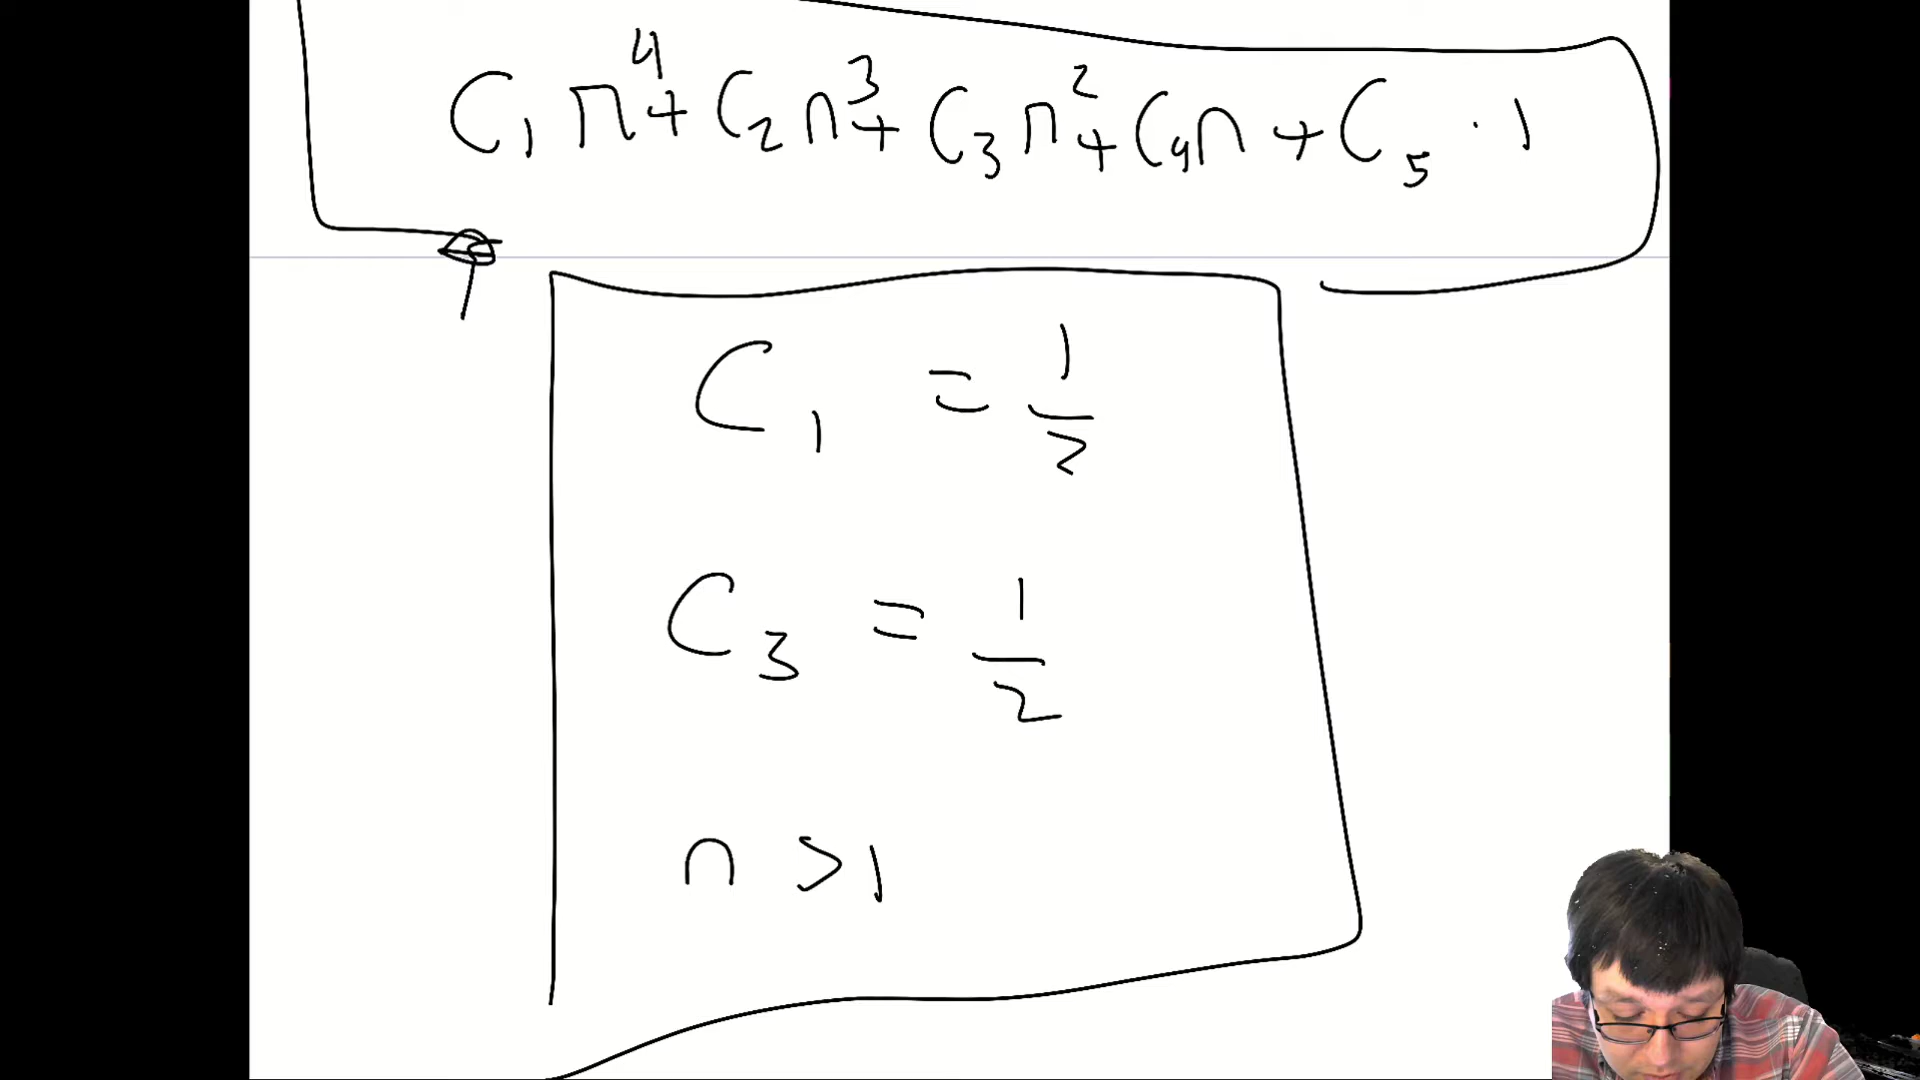 C₁n⁴ + C₂n³ + C₃n² + C₄n + C₅ · 1
C₁ = 1/2
C₃ = 1/2
n > 1